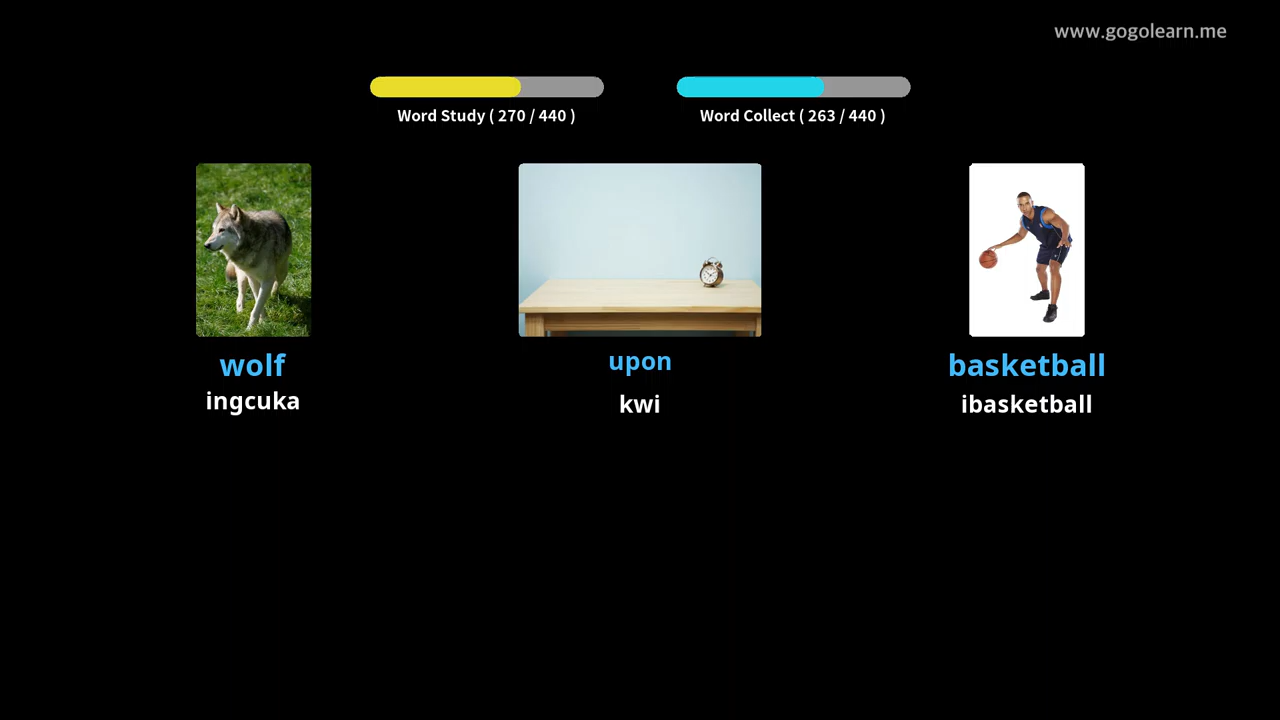 www.gogolearn.me
Word Study ( 270 / 440 )
Word Collect ( 263 / 440 )
wolf
ingcuka
upon
kwi
basketball
ibasketball